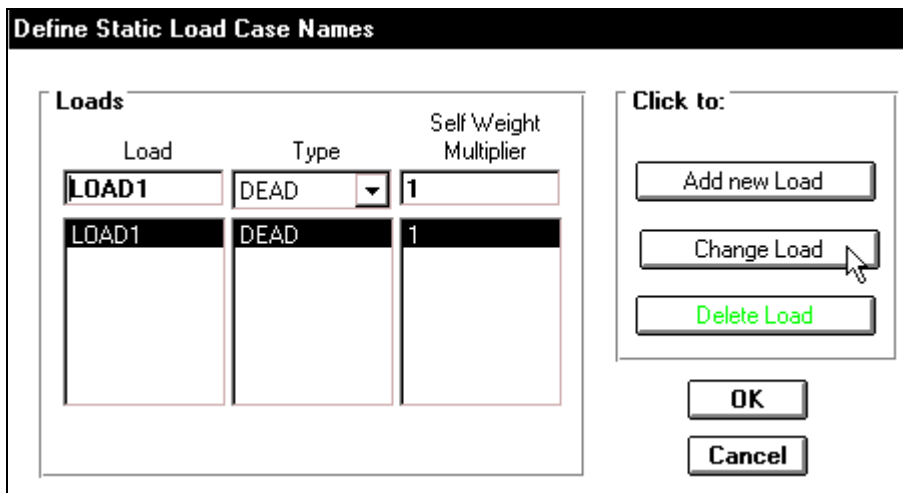 Define Static Load Case Names
Loads
Load
Type
Self Weight
Multiplier
LOAD1
DEAD
1
LOAD1
DEAD
1
Click to:
Add new Load
Change Load
Delete Load
OK
Cancel